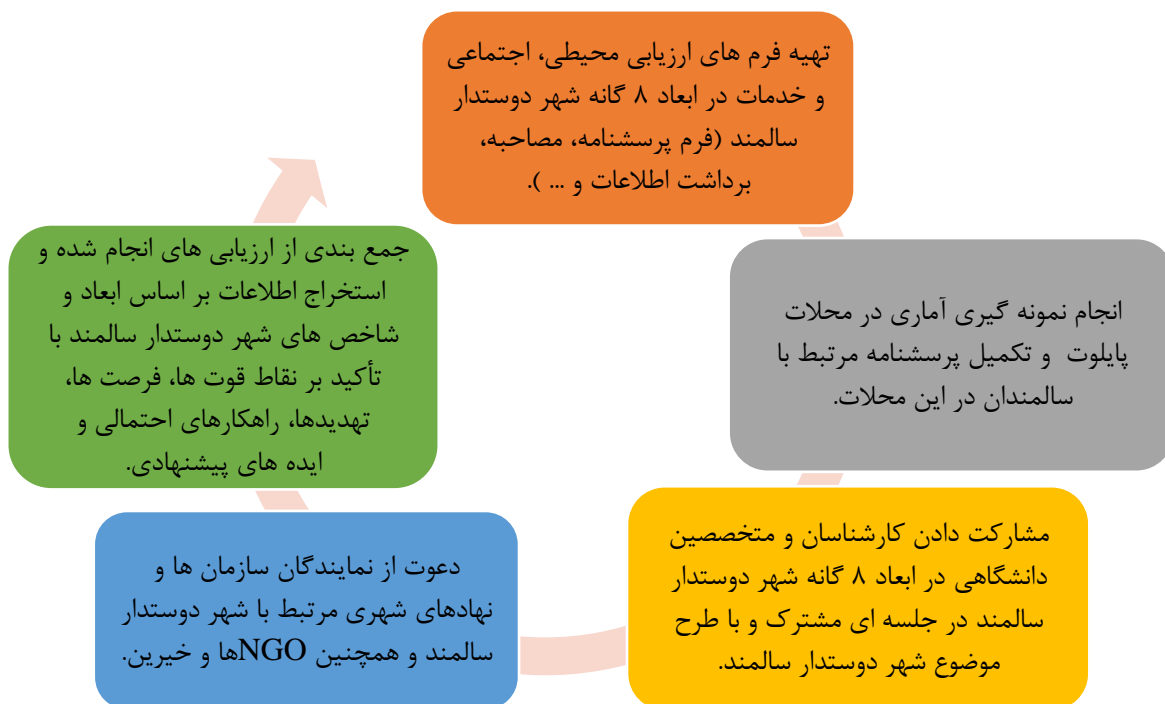 تهیه فرم های ارزیابی محیطی، اجتماعی
و خدمات در ابعاد ۸ گانه شهر دوستدار
سالمند (فرم پرسشنامه، مصاحبه،
برداشت اطلاعات و ... ).
انجام نمونه گیری آماری در محلات
پایلوت و تکمیل پرسشنامه مرتبط با
سالمندان در این محلات.
مشارکت دادن کارشناسان و متخصصین
دانشگاهی در ابعاد ۸ گانه شهر دوستدار
سالمند در جلسه ای مشترک و با طرح
موضوع شهر دوستدار سالمند.
دعوت از نمایندگان سازمان ها و
نهادهای شهری مرتبط با شهر دوستدار
سالمند و همچنین NGOها و خیرین.
جمع بندی از ارزیابی های انجام شده و
استخراج اطلاعات بر اساس ابعاد و
شاخص های شهر دوستدار سالمند با
تأکید بر نقاط قوت ها، فرصت ها،
تهدیدها، راهکارهای احتمالی و
ایده های پیشنهادی.